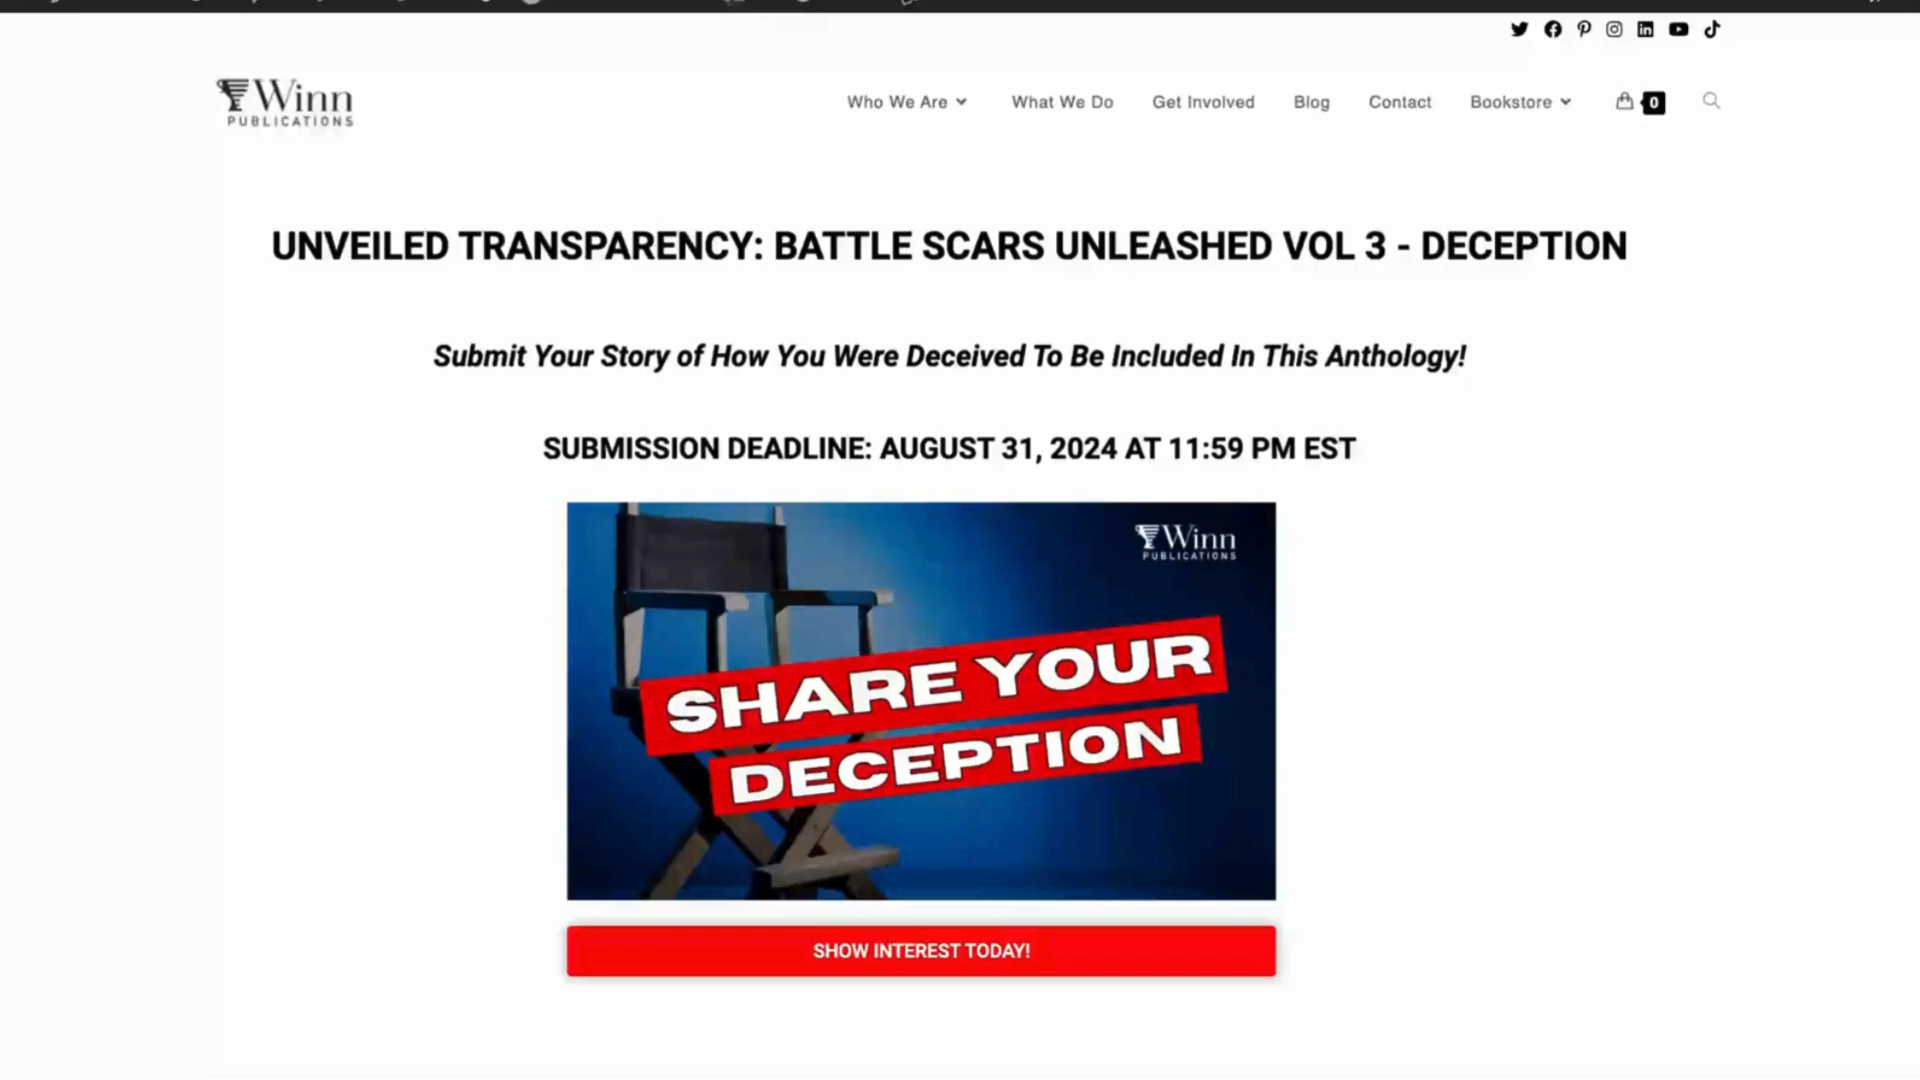 Winn
PUBLICATIONS
Who We Are What We Do Get Involved Blog Contact Bookstore 0
UNVEILED TRANSPARENCY: BATTLE SCARS UNLEASHED VOL 3 - DECEPTION
Submit Your Story of How You Were Deceived To Be Included In This Anthology!
SUBMISSION DEADLINE: AUGUST 31, 2024 AT 11:59 PM EST
Winn
PUBLICATIONS
SHARE YOUR
DECEPTION
SHOW INTEREST TODAY!